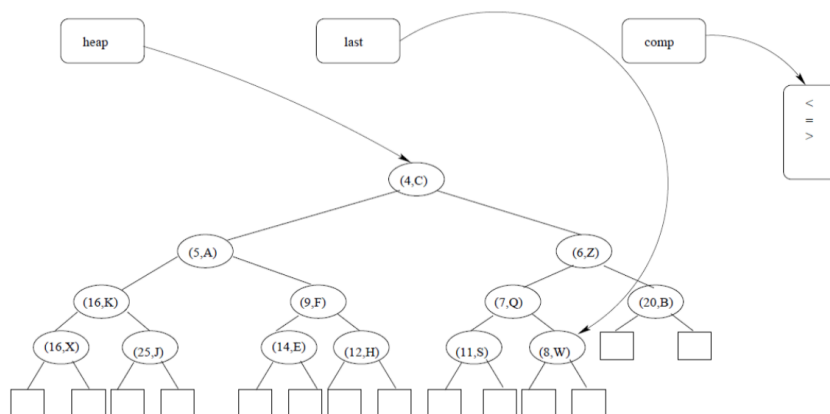 heap last comp
<
=
>
(4,C)
(5,A) (6,Z)
(16,K) (9,F) (7,Q) (20,B)
(16,X) (25,J) (14,E) (12,H) (11,S) (8,W)